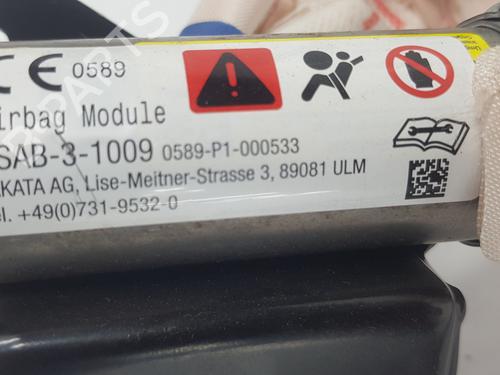 CE 0589
irbag Module
SAB-3-1009 0589-P1-000533
AKATA AG, Lise-Meitner-Strasse 3, 89081 ULM
el. +49(0)731-9532-0